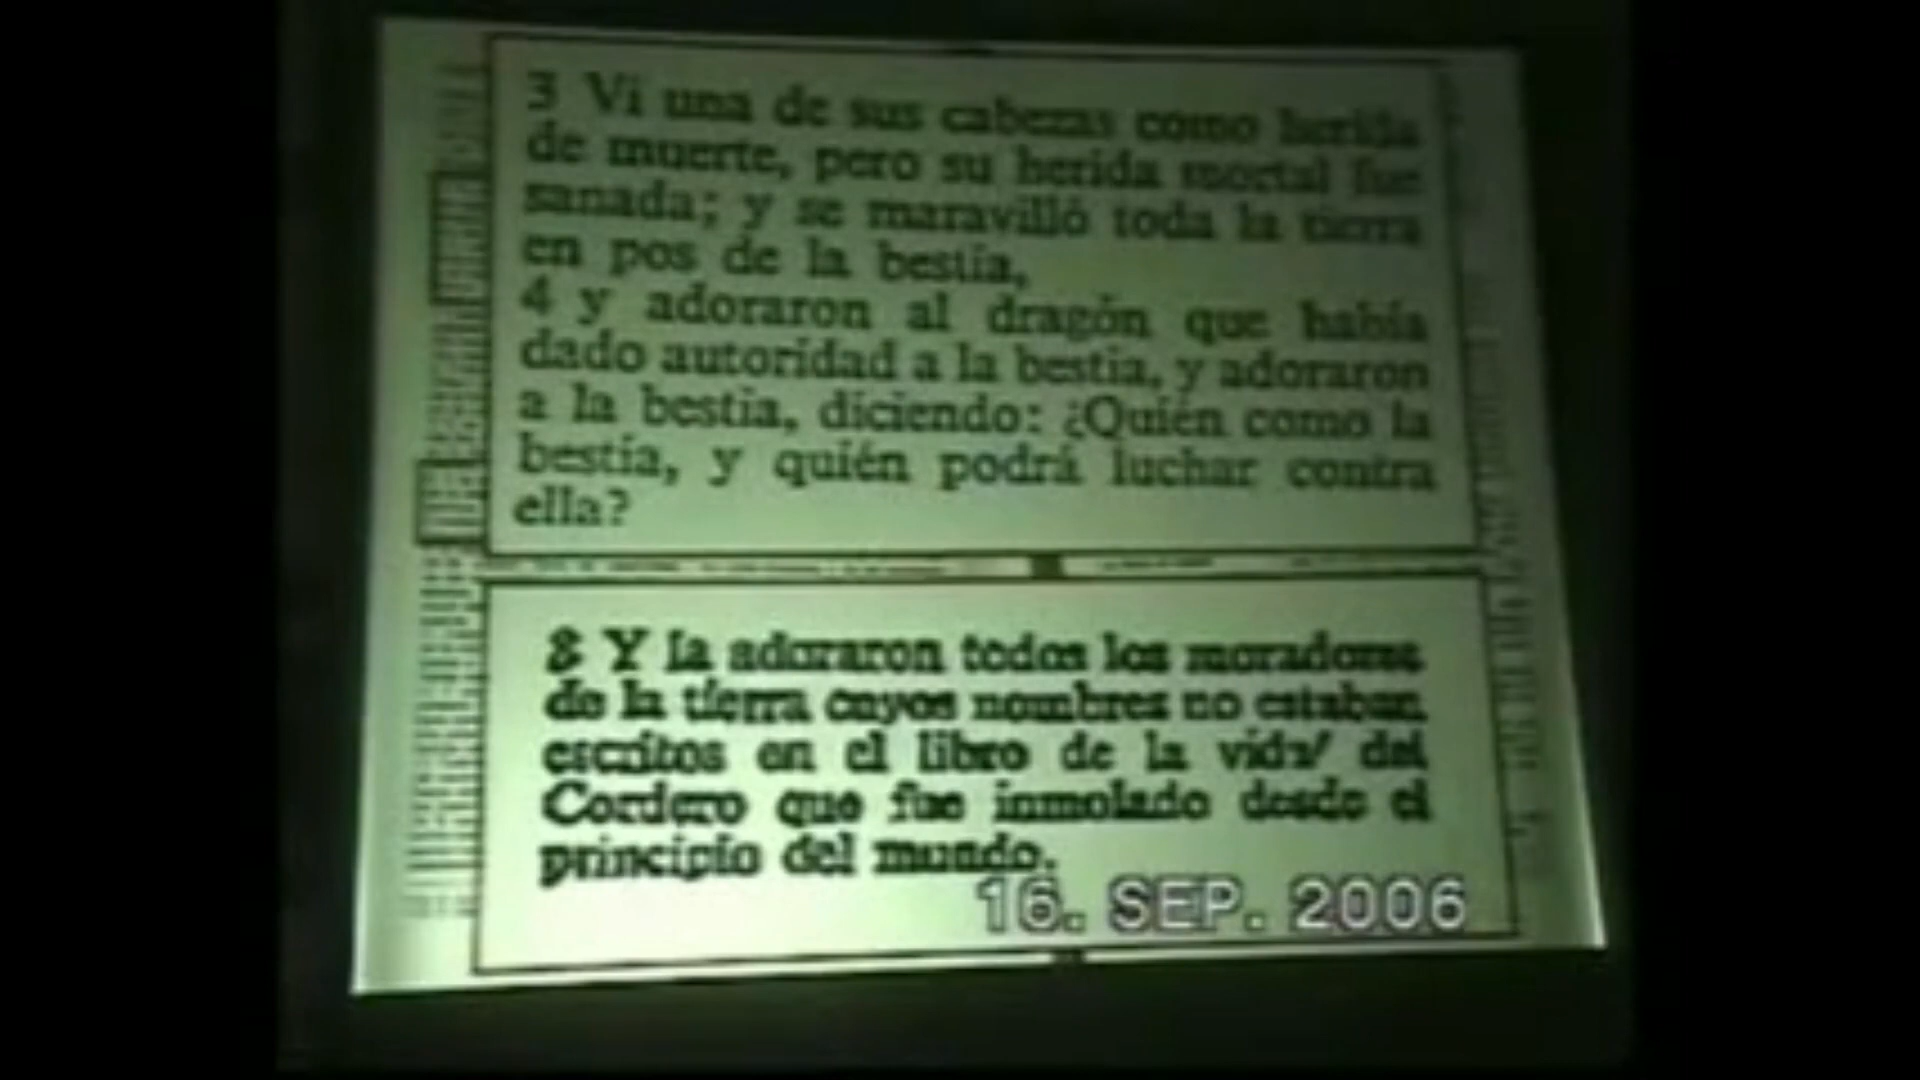 3 Vi una de sus cabezas como herida
de muerte, pero su herida mortal fue
sanada; y se maravilló toda la tierra
en pos de la bestia,
4 y adoraron al dragón que había
dado autoridad a la bestia, y adoraron
a la bestia, diciendo: ¿Quién como la
bestia, y quién podrá luchar contra
ella?
8 Y la adoraron todos los moradores
de la tierra cuyos nombres no estaban
escritos en el libro de la vida del
Cordero que fue inmolado desde el
principio del mundo.
16. SEP. 2006